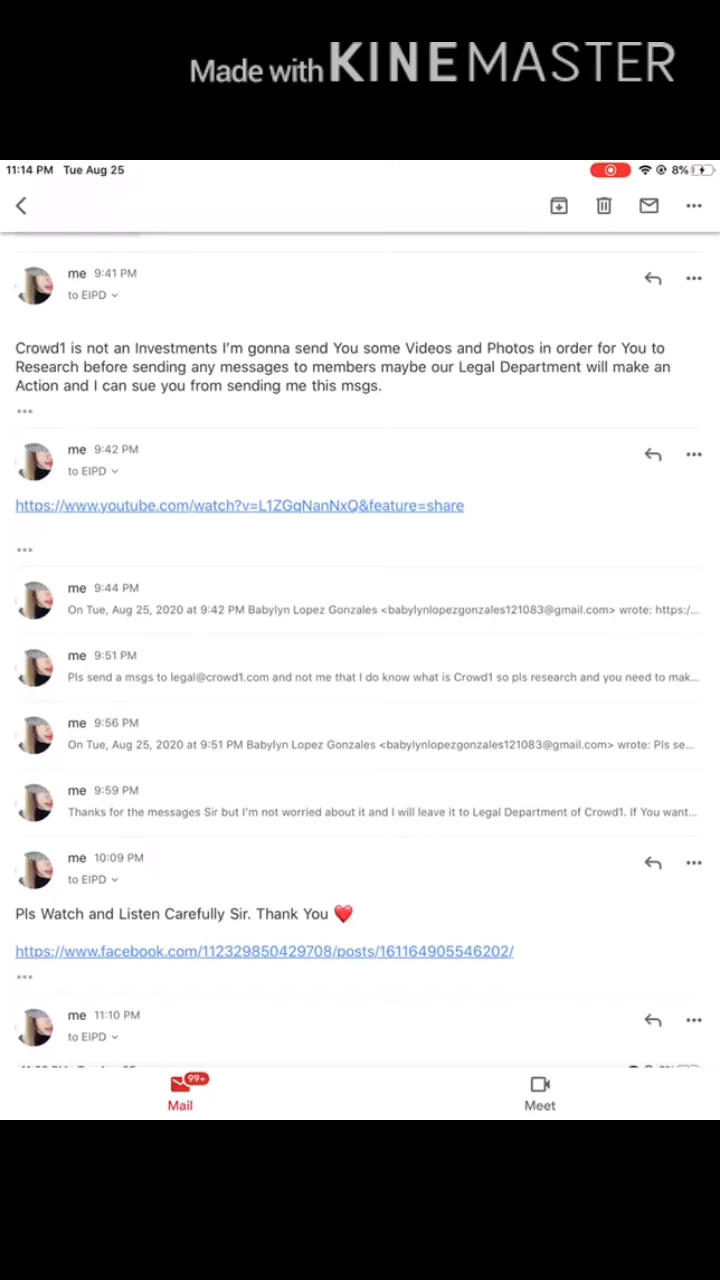 Made with KINEMASTER
11:14 PM Tue Aug 25
8%
me 9:41 PM
to EIPD
Crowd1 is not an Investments I'm gonna send You some Videos and Photos in order for You to
Research before sending any messages to members maybe our Legal Department will make an
Action and I can sue you from sending me this msgs.
me 9:42 PM
to EIPD
https://www.youtube.com/watch?v=L1ZGqNanNxQ&feature=share
me 9:44 PM
On Tue, Aug 25, 2020 at 9:42 PM Babylyn Lopez Gonzales <babylynlopezgonzales121083@gmail.com> wrote: https:/...
me 9:51 PM
Pls send a msgs to legal@crowd1.com and not me that I do know what is Crowd1 so pls research and you need to mak...
me 9:56 PM
On Tue, Aug 25, 2020 at 9:51 PM Babylyn Lopez Gonzales <babylynlopezgonzales121083@gmail.com> wrote: Pls se...
me 9:59 PM
Thanks for the messages Sir but I'm not worried about it and I will leave it to Legal Department of Crowd1. If You want...
me 10:09 PM
to EIPD
Pls Watch and Listen Carefully Sir. Thank You ❤️
https://www.facebook.com/112329850429708/posts/161164905546202/
me 11:10 PM
to EIPD
99+
Mail
Meet